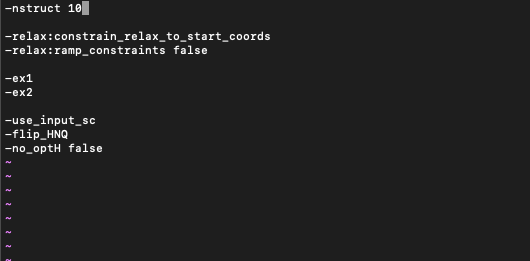 -nstruct 10
-relax:constrain_relax_to_start_coords
-relax:ramp_constraints false
-ex1
-ex2
-use_input_sc
-flip_HNQ
-no_optH false
~
~
~
~
~
~
~
~